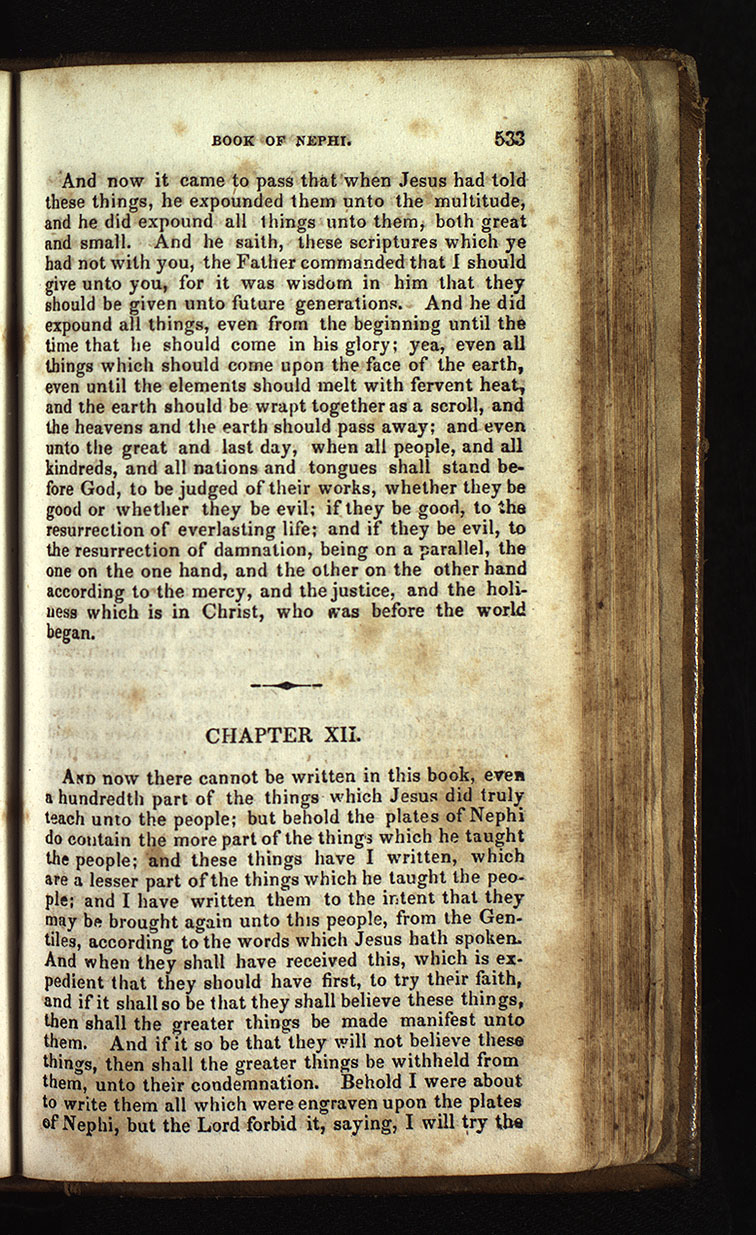 BOOK OF NEPHI. 533
And now it came to pass that when Jesus had told
these things, he expounded them unto the multitude,
and he did expound all things unto them, both great
and small. And he saith, these scriptures which ye
had not with you, the Father commanded that I should
give unto you, for it was wisdom in him that they
should be given unto future generations. And he did
expound all things, even from the beginning until the
time that he should come in his glory; yea, even all
things which should come upon the face of the earth,
even until the elements should melt with fervent heat,
and the earth should be wrapt together as a scroll, and
the heavens and the earth should pass away; and even
unto the great and last day, when all people, and all
kindreds, and all nations and tongues shall stand be-
fore God, to be judged of their works, whether they be
good or whether they be evil; if they be good, to the
resurrection of everlasting life; and if they be evil, to
the resurrection of damnation, being on a parallel, the
one on the one hand, and the other on the other hand
according to the mercy, and the justice, and the holi-
ness which is in Christ, who was before the world
began.
CHAPTER XII.
AND now there cannot be written in this book, even
a hundredth part of the things which Jesus did truly
teach unto the people; but behold the plates of Nephi
do contain the more part of the things which he taught
the people; and these things have I written, which
are a lesser part of the things which he taught the peo-
ple; and I have written them to the intent that they
may be brought again unto this people, from the Gen-
tiles, according to the words which Jesus hath spoken.
And when they shall have received this, which is ex-
pedient that they should have first, to try their faith,
and if it shall so be that they shall believe these things,
then shall the greater things be made manifest unto
them. And if it so be that they will not believe these
things, then shall the greater things be withheld from
them, unto their condemnation. Behold I were about
to write them all which were engraven upon the plates
of Nephi, but the Lord forbid it, saying, I will try the